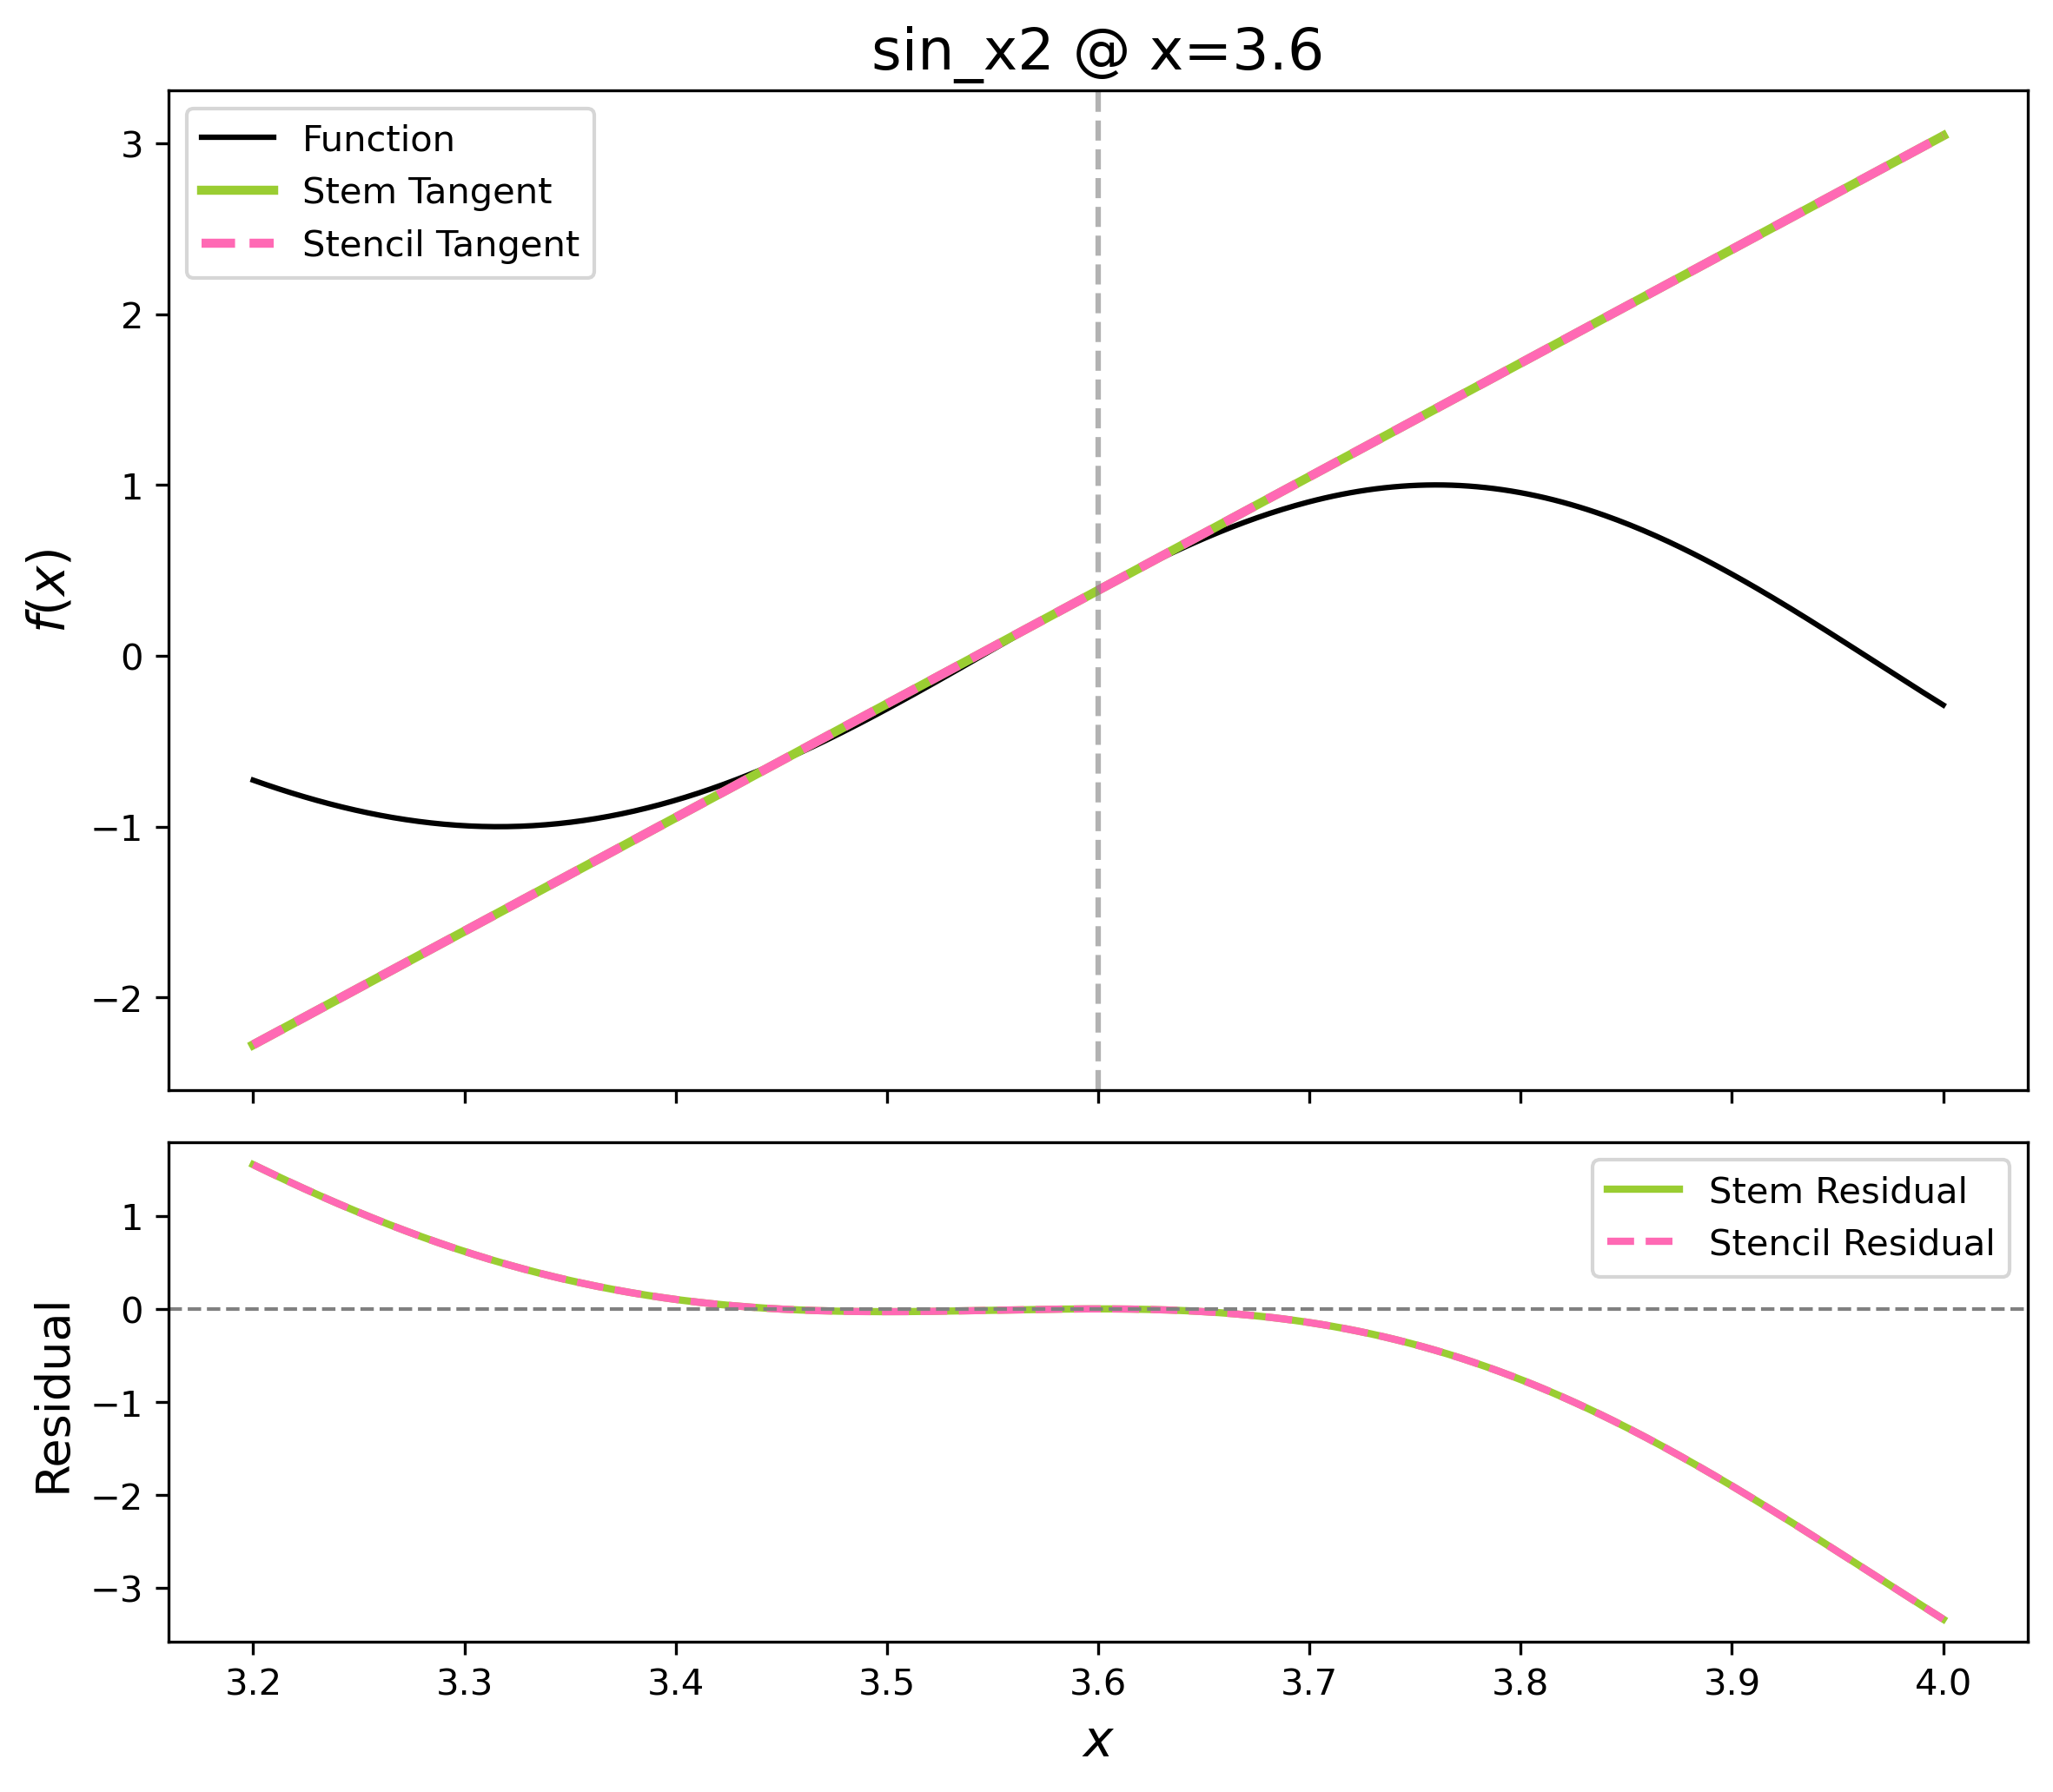 sin_x2 @ x=3.6
Function
Stem Tangent
Stencil Tangent
f(x)
3
2
1
0
−1
−2
Stem Residual
Stencil Residual
Residual
1
0
−1
−2
−3
3.2 3.3 3.4 3.5 3.6 3.7 3.8 3.9 4.0
x